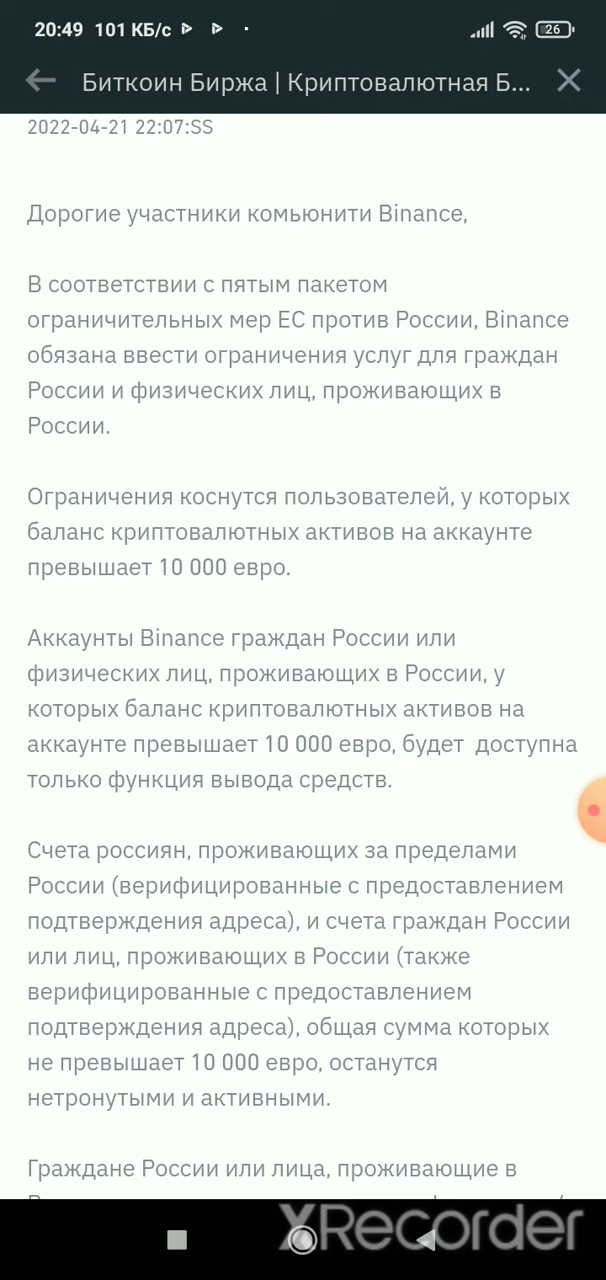 20:49 101 КБ/с
26
Биткоин Биржа | Криптовалютная Б...
2022-04-21 22:07:SS
Дорогие участники комьюнити Binance,
В соответствии с пятым пакетом
ограничительных мер ЕС против России, Binance
обязана ввести ограничения услуг для граждан
России и физических лиц, проживающих в
России.
Ограничения коснутся пользователей, у которых
баланс криптовалютных активов на аккаунте
превышает 10 000 евро.
Аккаунты Binance граждан России или
физических лиц, проживающих в России, у
которых баланс криптовалютных активов на
аккаунте превышает 10 000 евро, будет  доступна
только функция вывода средств.
Счета россиян, проживающих за пределами
России (верифицированные с предоставлением
подтверждения адреса), и счета граждан России
или лиц, проживающих в России (также
верифицированные с предоставлением
подтверждения адреса), общая сумма которых
не превышает 10 000 евро, останутся
нетронутыми и активными.
Граждане России или лица, проживающие в
XRecorder